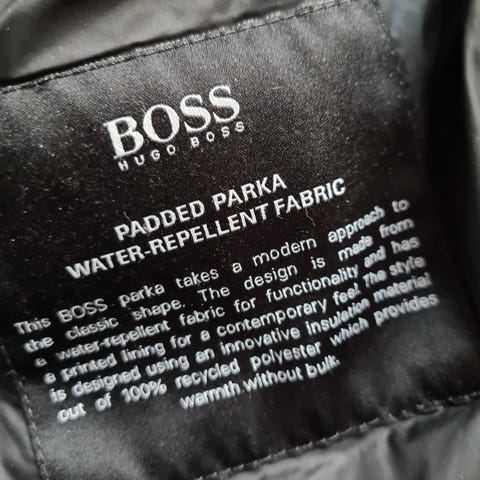 BOSS
HUGO BOSS
PADDED PARKA
WATER-REPELLENT FABRIC
This BOSS parka takes a modern approach to
the classic shape. The design is made from
a water-repellent fabric for functionality and has
a printed lining for a contemporary feel. The style
is designed using an innovative insulation material
out of 100% recycled polyester which provides
warmth without bulk.